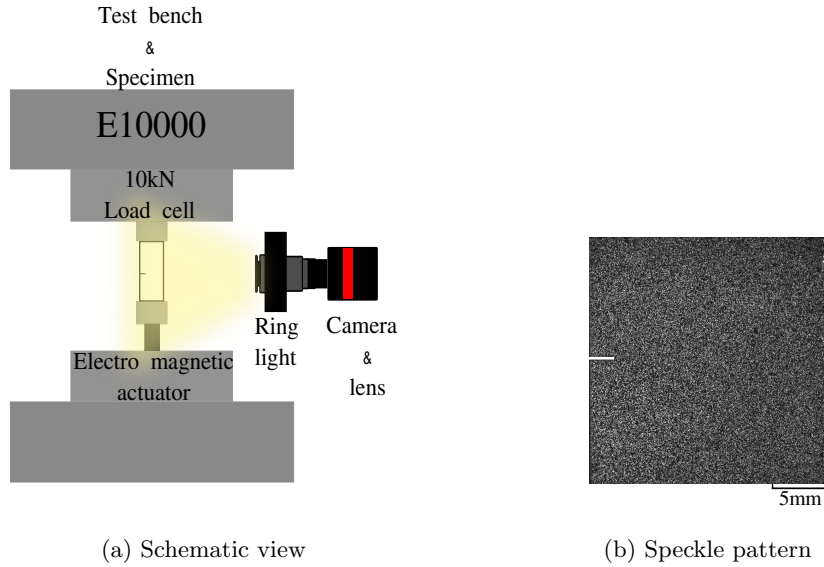 Test bench
&
Specimen
E10000
10kN
Load cell
Ring
light
Camera
&
lens
Electro magnetic
actuator
5mm
(a) Schematic view
(b) Speckle pattern